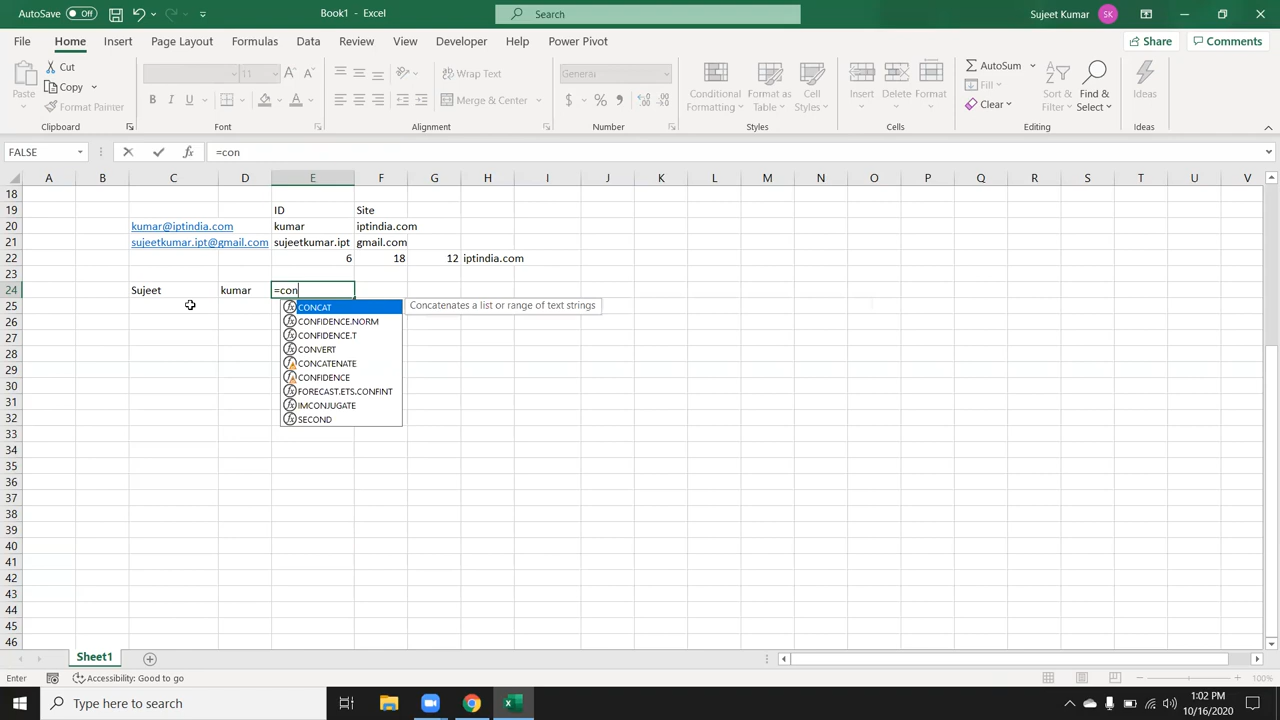 AutoSave Off Book1 - Excel Search Sujeet Kumar SK
File Home Insert Page Layout Formulas Data Review View Developer Help Power Pivot Share Comments
Paste Cut Copy Format Painter
Clipboard
11
B I U A
Font
Wrap Text
Merge & Center
Alignment
General
$ % ,
Number
Conditional Formatting Format as Table Cell Styles
Styles
Insert Delete Format
Cells
AutoSum Fill Clear Sort & Filter Find & Select
Editing
Ideas
Ideas
FALSE fx =con
A B C D E F G H I J K L M N O P Q R S T U V
18
19 ID Site
20 kumar@iptindia.com kumar iptindia.com
21 sujeetkumar.ipt@gmail.com sujeetkumar.ipt gmail.com
22 6 18 12 iptindia.com
23
24 Sujeet kumar =con
25 CONCAT Concatenates a list or range of text strings
26 CONFIDENCE.NORM
27 CONFIDENCE.T
28 CONVERT
29 CONCATENATE
30 CONFIDENCE
31 FORECAST.ETS.CONFINT
IMCONJUGATE
32 SECOND
33
34
35
36
37
38
39
40
41
42
43
44
45
46
Sheet1
Enter Accessibility: Good to go 100%
Type here to search 1:02 PM
10/16/2020